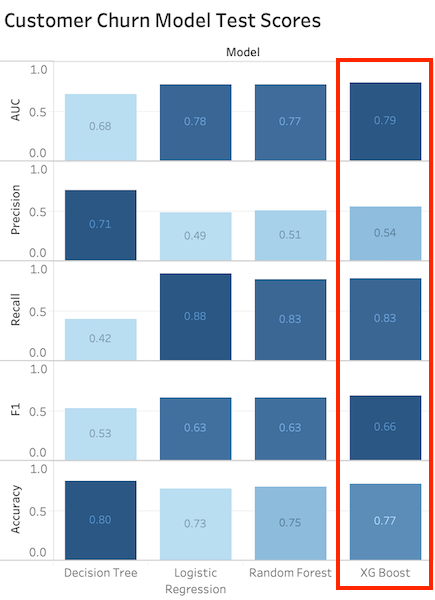 Customer Churn Model Test Scores
Model
AUC
1.0
0.5
0.0
0.68
0.78
0.77
0.79
Precision
1.0
0.5
0.0
0.71
0.49
0.51
0.54
Recall
1.0
0.5
0.0
0.42
0.88
0.83
0.83
F1
1.0
0.5
0.0
0.53
0.63
0.63
0.66
Accuracy
1.0
0.5
0.0
0.80
0.73
0.75
0.77
Decision Tree
Logistic
Regression
Random Forest
XG Boost